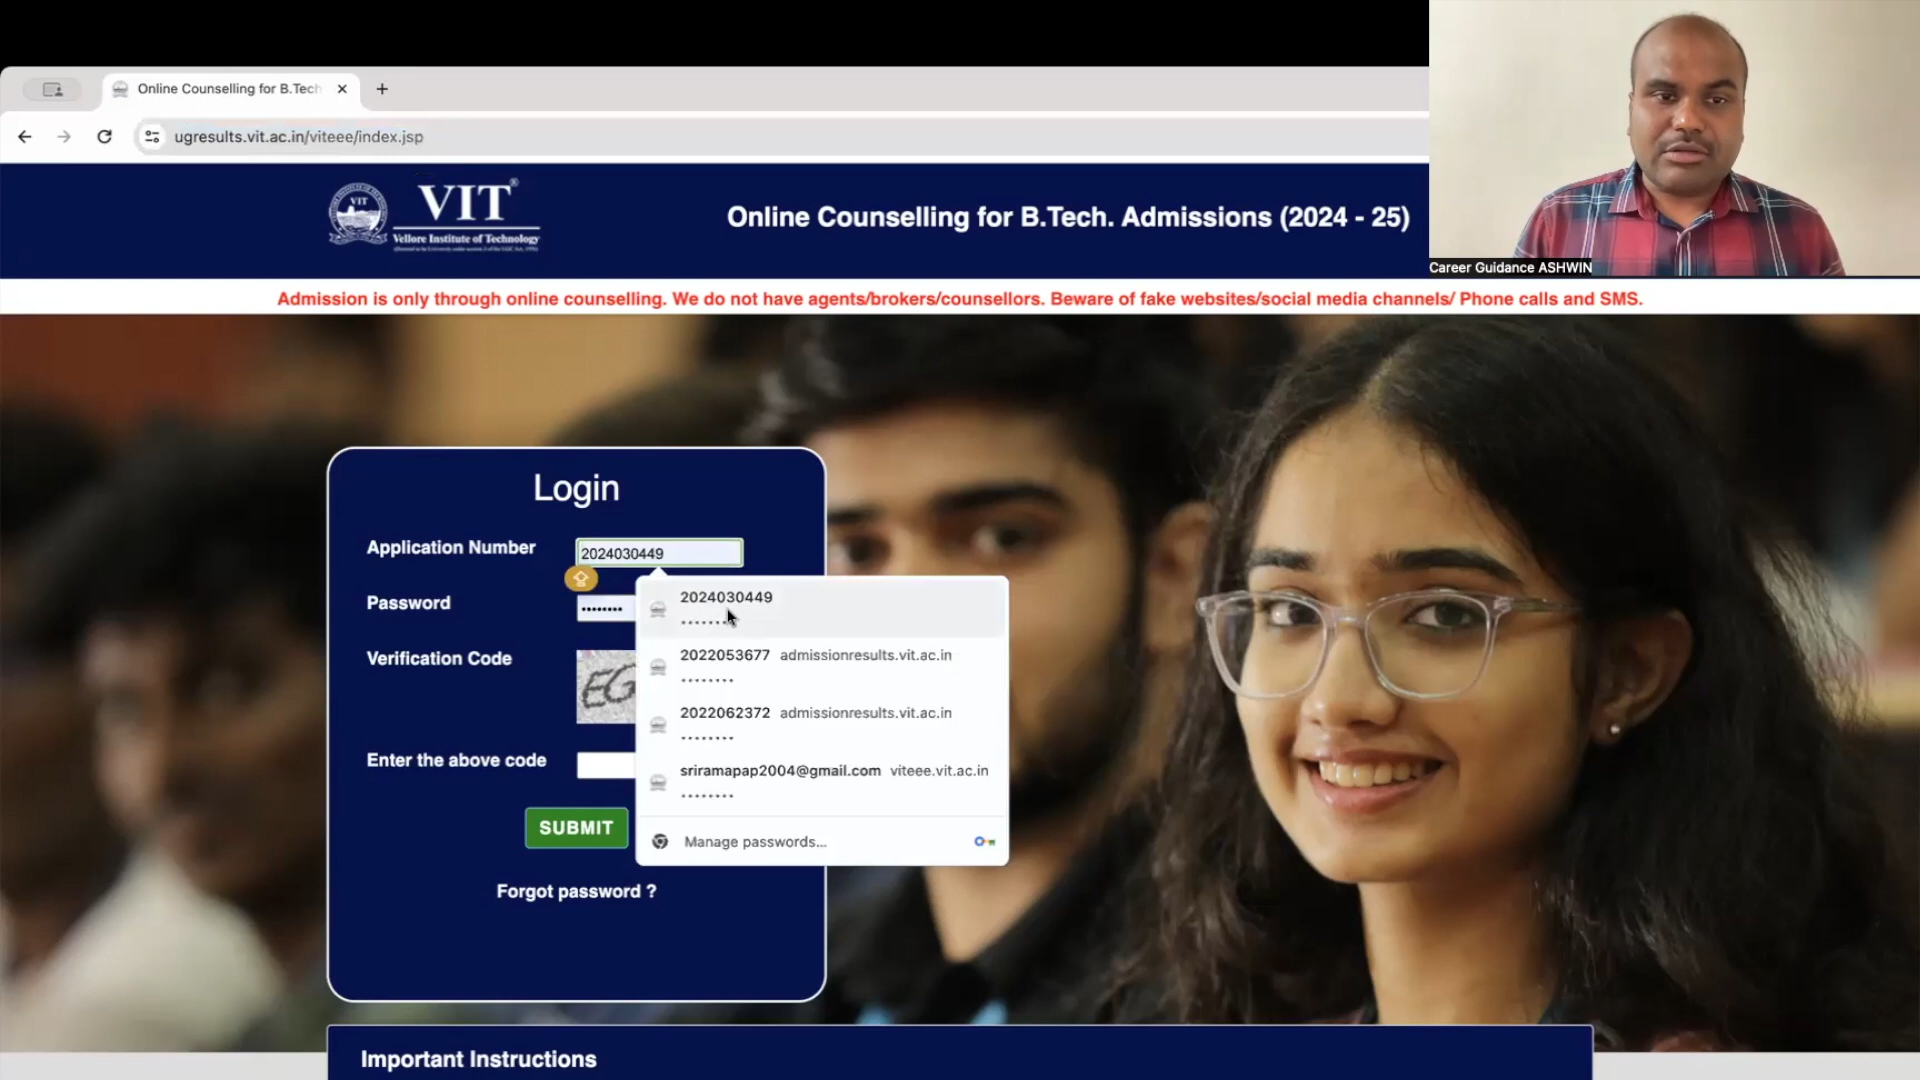 Online Counselling for B.Tech
ugresults.vit.ac.in/viteee/index.jsp
VIT
VIT®
Vellore Institute of Technology
Online Counselling for B.Tech. Admissions (2024 - 25)
Career Guidance ASHWIN
Admission is only through online counselling. We do not have agents/brokers/counsellors. Beware of fake websites/social media channels/ Phone calls and SMS.
Login
Application Number
2024030449
Password
••••••••
Verification Code
EG
Enter the above code
2024030449
2022053677 admissionresults.vit.ac.in
••••••••
2022062372 admissionresults.vit.ac.in
••••••••
sriramapap2004@gmail.com viteee.vit.ac.in
••••••••
Manage passwords...
SUBMIT
Forgot password ?
Important Instructions